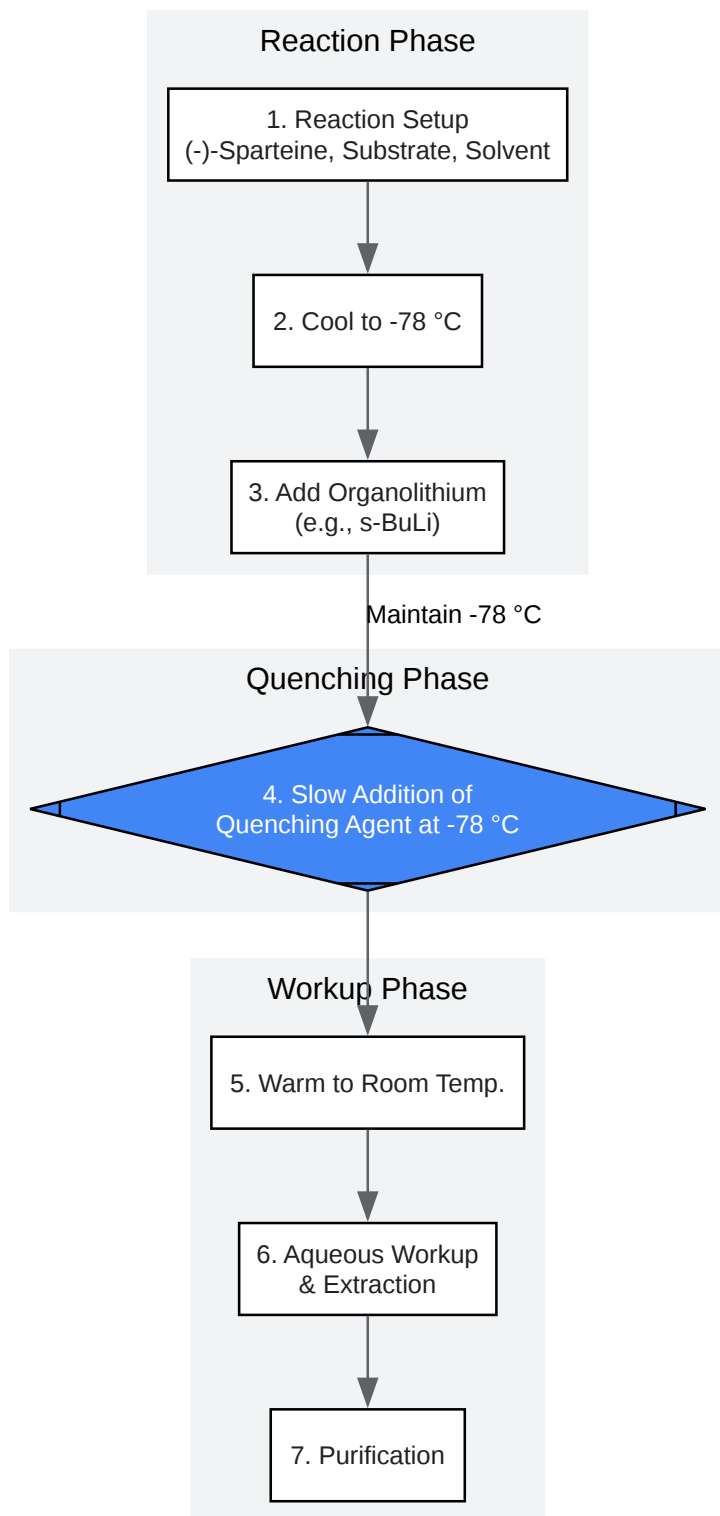 Reaction Phase
1. Reaction Setup
(-)-Sparteine, Substrate, Solvent
2. Cool to -78 °C
3. Add Organolithium
(e.g., s-BuLi)
Maintain -78 °C
Quenching Phase
4. Slow Addition of
Quenching Agent at -78 °C
Workup Phase
5. Warm to Room Temp.
6. Aqueous Workup
& Extraction
7. Purification